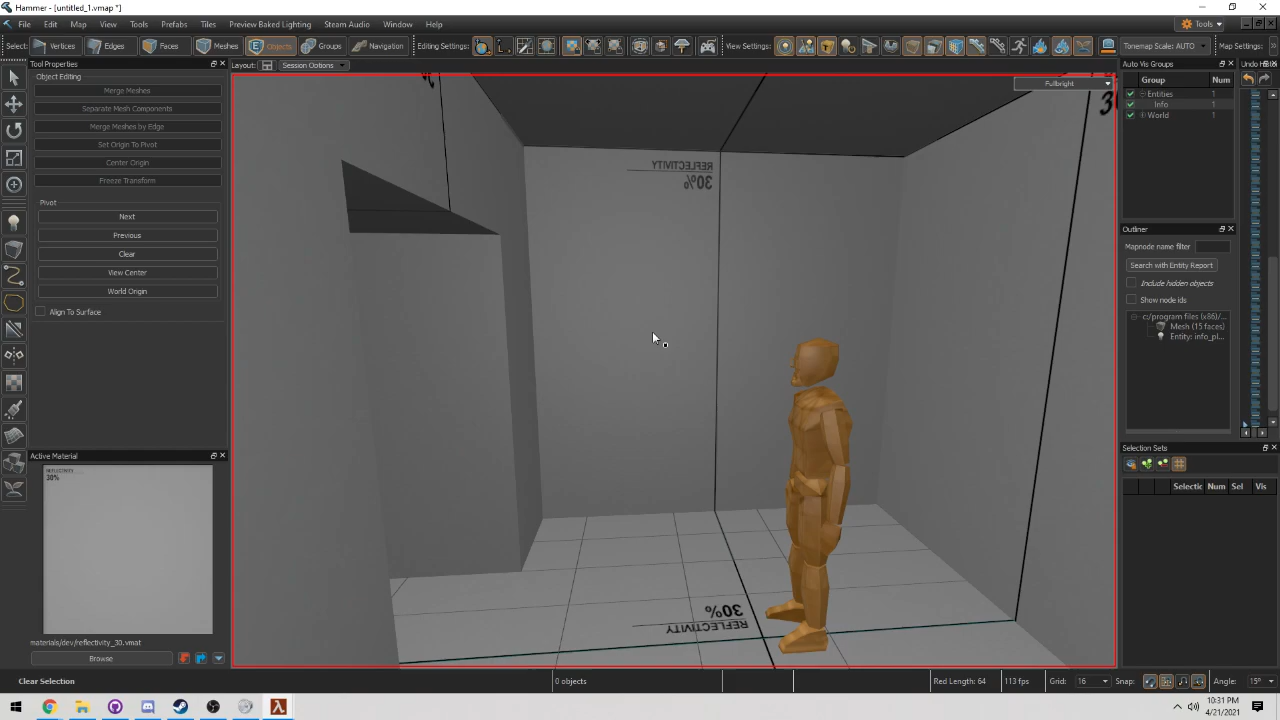 Hammer - [untitled_1.vmap *]
File Edit Map View Tools Prefabs Tiles Preview Baked Lighting Steam Audio Window Help Tools
Select: Vertices Edges Faces Meshes Objects Groups Navigation Editing Settings: View Settings: Tonemap Scale: AUTO Map Settings:
Tool Properties
Layout: Session Options
Object Editing
Merge Meshes
Separate Mesh Components
Merge Meshes by Edge
Set Origin To Pivot
Center Origin
Freeze Transform
Pivot
Next
Previous
Clear
View Center
World Origin
Align To Surface
Active Material
REFLECTIVITY
30%
materials/dev/reflectivity_30.vmat
Browse
Fullbright
REFLECTIVITY
30%
30%
REFLECTIVITY
Auto Vis Groups
Group Num
Entities 1
Info 1
World 1
Outliner
Mapnode name filter
Search with Entity Report
Include hidden objects
Show node ids
c:/program files (x86)/...
Mesh (15 faces)
Entity: info_pl...
Selection Sets
Selectic Num Sel Vis
Clear Selection
0 objects
Red Length: 64
113 fps
Grid: 16
Snap:
Angle: 15°
10:31 PM
4/21/2021